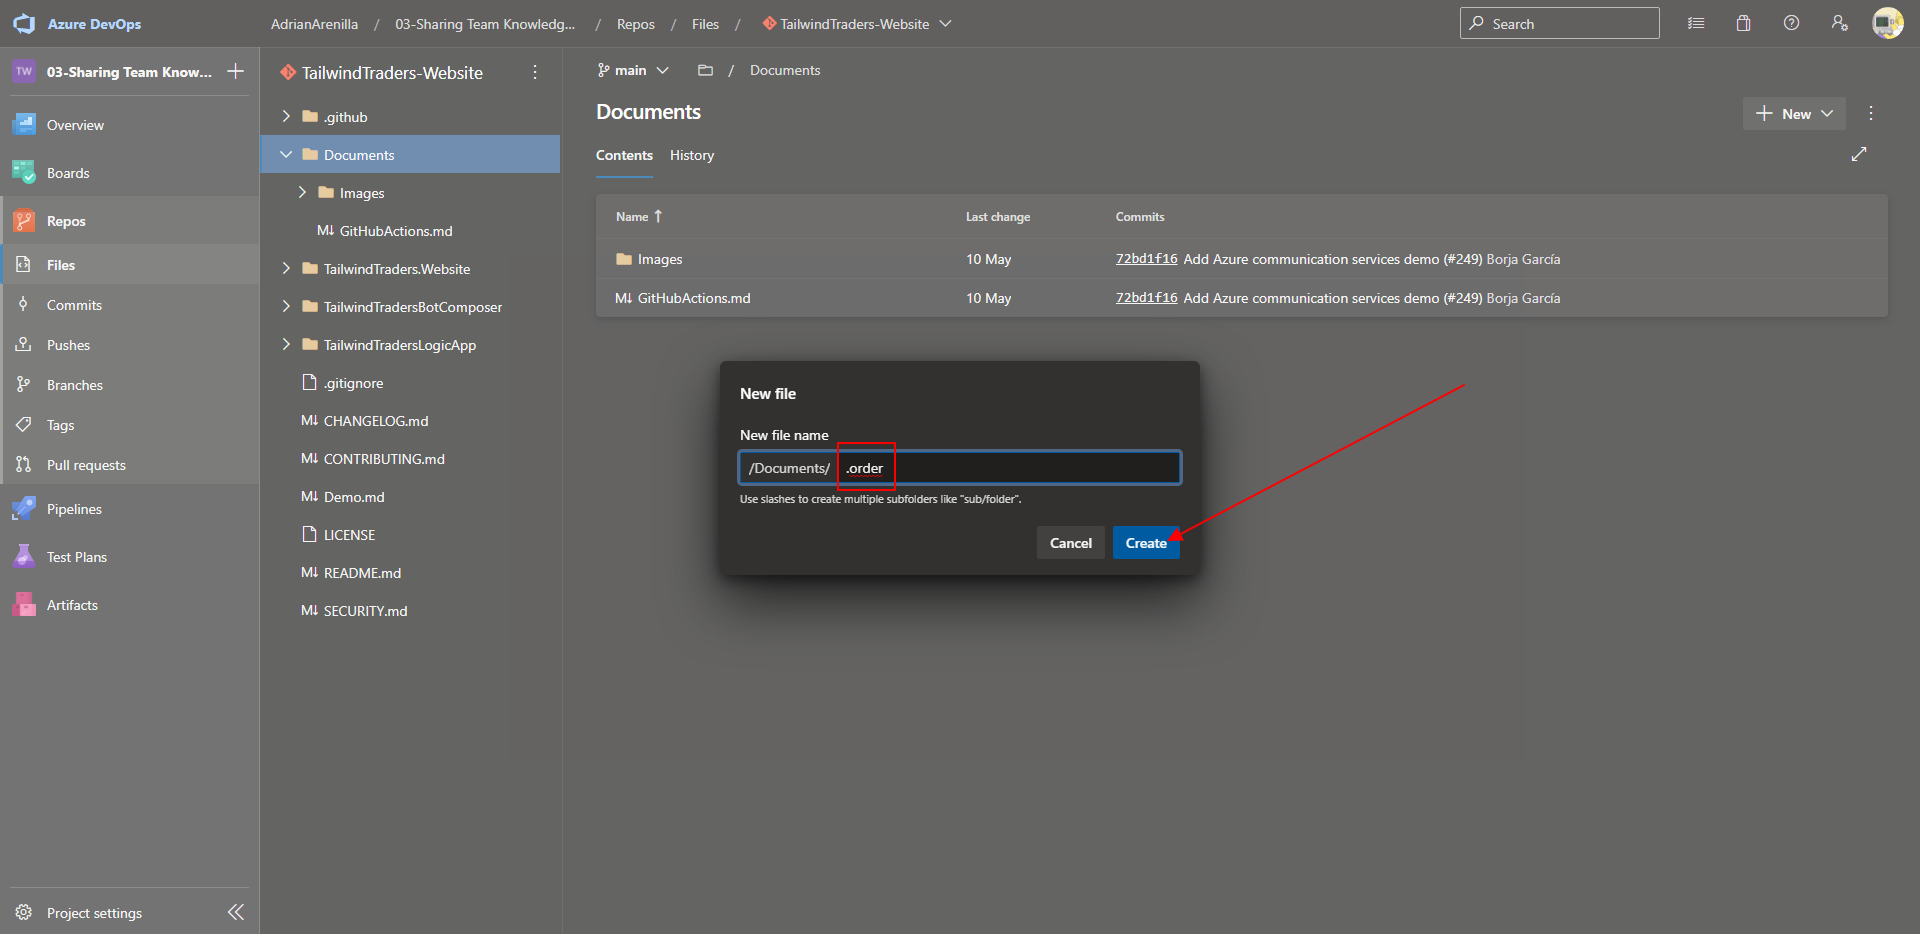 Azure DevOps
AdrianArenilla / 03-Sharing Team Knowledg... / Repos / Files / TailwindTraders-Website
Search
TW 03-Sharing Team Know...
Overview
Boards
Repos
Files
Commits
Pushes
Branches
Tags
Pull requests
Pipelines
Test Plans
Artifacts
Project settings
TailwindTraders-Website
.github
Documents
Images
M↓ GitHubActions.md
TailwindTraders.Website
TailwindTradersBotComposer
TailwindTradersLogicApp
.gitignore
M↓ CHANGELOG.md
M↓ CONTRIBUTING.md
M↓ Demo.md
LICENSE
M↓ README.md
M↓ SECURITY.md
main / Documents
Documents
New
Contents History
Name ↑ Last change Commits
Images 10 May 72bd1f16 Add Azure communication services demo (#249) Borja García
M↓ GitHubActions.md 10 May 72bd1f16 Add Azure communication services demo (#249) Borja García
New file
New file name
/Documents/ .order
Use slashes to create multiple subfolders like "sub/folder".
Cancel Create